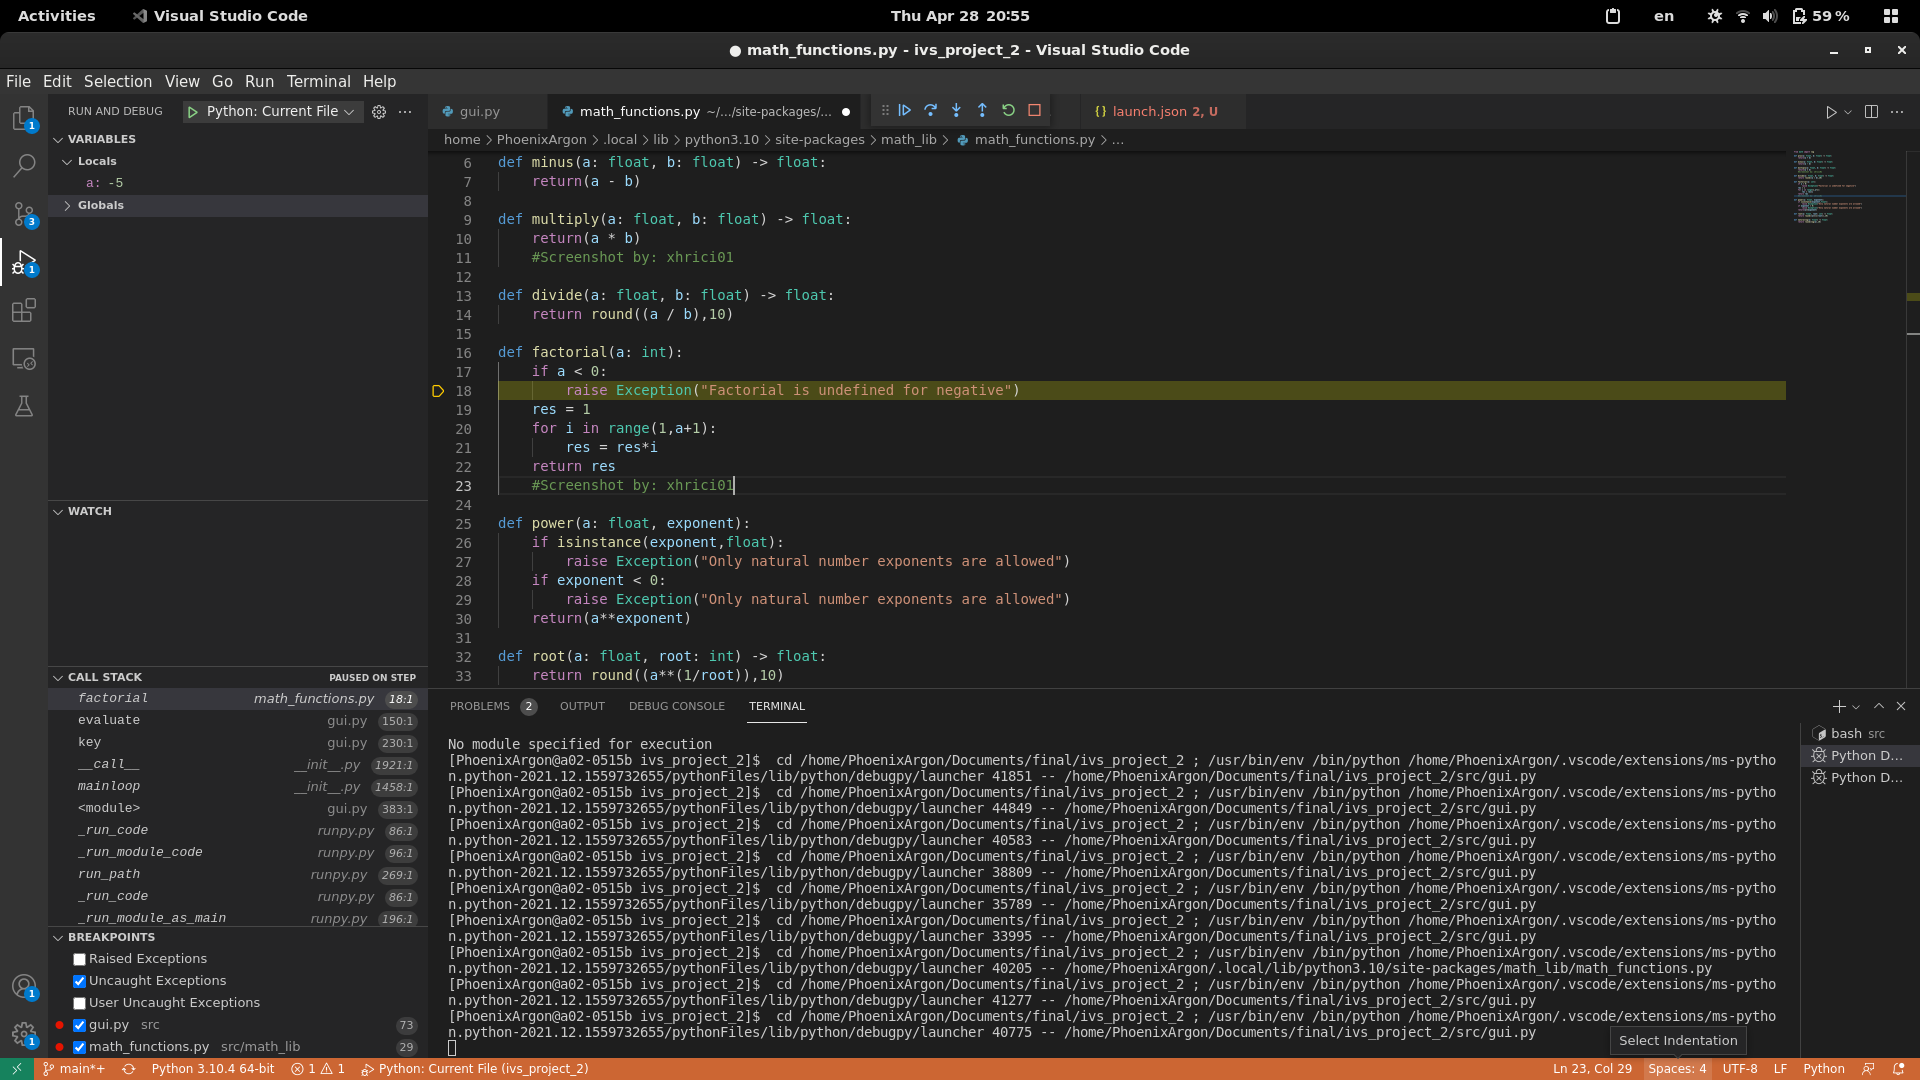 Activities Visual Studio Code Thu Apr 28 20:55 en 59 %
● math_functions.py - ivs_project_2 - Visual Studio Code
File Edit Selection View Go Run Terminal Help
RUN AND DEBUG Python: Current File
gui.py math_functions.py ~/.../site-packages/... launch.json 2, U
home > PhoenixArgon > .local > lib > python3.10 > site-packages > math_lib > math_functions.py > ...
VARIABLES
Locals
a: -5
Globals
WATCH
CALL STACK PAUSED ON STEP
factorial math_functions.py 18:1
evaluate gui.py 150:1
key gui.py 230:1
__call__ __init__.py 1921:1
mainloop __init__.py 1458:1
<module> gui.py 383:1
_run_code runpy.py 86:1
_run_module_code runpy.py 96:1
run_path runpy.py 269:1
_run_code runpy.py 86:1
_run_module_as_main runpy.py 196:1
BREAKPOINTS
Raised Exceptions
Uncaught Exceptions
User Uncaught Exceptions
gui.py src 73
math_functions.py src/math_lib 29
1
3
1
1
1
6 def minus(a: float, b: float) -> float:
7 return(a - b)
8
9 def multiply(a: float, b: float) -> float:
10 return(a * b)
11 #Screenshot by: xhrici01
12
13 def divide(a: float, b: float) -> float:
14 return round((a / b),10)
15
16 def factorial(a: int):
17 if a < 0:
18 raise Exception("Factorial is undefined for negative")
19 res = 1
20 for i in range(1,a+1):
21 res = res*i
22 return res
23 #Screenshot by: xhrici01
24
25 def power(a: float, exponent):
26 if isinstance(exponent,float):
27 raise Exception("Only natural number exponents are allowed")
28 if exponent < 0:
29 raise Exception("Only natural number exponents are allowed")
30 return(a**exponent)
31
32 def root(a: float, root: int) -> float:
33 return round((a**(1/root)),10)
PROBLEMS 2 OUTPUT DEBUG CONSOLE TERMINAL
No module specified for execution
[PhoenixArgon@a02-0515b ivs_project_2]$ cd /home/PhoenixArgon/Documents/final/ivs_project_2 ; /usr/bin/env /bin/python /home/PhoenixArgon/.vscode/extensions/ms-pytho
n.python-2021.12.1559732655/pythonFiles/lib/python/debugpy/launcher 41851 -- /home/PhoenixArgon/Documents/final/ivs_project_2/src/gui.py
[PhoenixArgon@a02-0515b ivs_project_2]$ cd /home/PhoenixArgon/Documents/final/ivs_project_2 ; /usr/bin/env /bin/python /home/PhoenixArgon/.vscode/extensions/ms-pytho
n.python-2021.12.1559732655/pythonFiles/lib/python/debugpy/launcher 44849 -- /home/PhoenixArgon/Documents/final/ivs_project_2/src/gui.py
[PhoenixArgon@a02-0515b ivs_project_2]$ cd /home/PhoenixArgon/Documents/final/ivs_project_2 ; /usr/bin/env /bin/python /home/PhoenixArgon/.vscode/extensions/ms-pytho
n.python-2021.12.1559732655/pythonFiles/lib/python/debugpy/launcher 40583 -- /home/PhoenixArgon/Documents/final/ivs_project_2/src/gui.py
[PhoenixArgon@a02-0515b ivs_project_2]$ cd /home/PhoenixArgon/Documents/final/ivs_project_2 ; /usr/bin/env /bin/python /home/PhoenixArgon/.vscode/extensions/ms-pytho
n.python-2021.12.1559732655/pythonFiles/lib/python/debugpy/launcher 38809 -- /home/PhoenixArgon/Documents/final/ivs_project_2/src/gui.py
[PhoenixArgon@a02-0515b ivs_project_2]$ cd /home/PhoenixArgon/Documents/final/ivs_project_2 ; /usr/bin/env /bin/python /home/PhoenixArgon/.vscode/extensions/ms-pytho
n.python-2021.12.1559732655/pythonFiles/lib/python/debugpy/launcher 35789 -- /home/PhoenixArgon/Documents/final/ivs_project_2/src/gui.py
[PhoenixArgon@a02-0515b ivs_project_2]$ cd /home/PhoenixArgon/Documents/final/ivs_project_2 ; /usr/bin/env /bin/python /home/PhoenixArgon/.vscode/extensions/ms-pytho
n.python-2021.12.1559732655/pythonFiles/lib/python/debugpy/launcher 33995 -- /home/PhoenixArgon/Documents/final/ivs_project_2/src/gui.py
[PhoenixArgon@a02-0515b ivs_project_2]$ cd /home/PhoenixArgon/Documents/final/ivs_project_2 ; /usr/bin/env /bin/python /home/PhoenixArgon/.vscode/extensions/ms-pytho
n.python-2021.12.1559732655/pythonFiles/lib/python/debugpy/launcher 40205 -- /home/PhoenixArgon/.local/lib/python3.10/site-packages/math_lib/math_functions.py
[PhoenixArgon@a02-0515b ivs_project_2]$ cd /home/PhoenixArgon/Documents/final/ivs_project_2 ; /usr/bin/env /bin/python /home/PhoenixArgon/.vscode/extensions/ms-pytho
n.python-2021.12.1559732655/pythonFiles/lib/python/debugpy/launcher 41277 -- /home/PhoenixArgon/Documents/final/ivs_project_2/src/gui.py
[PhoenixArgon@a02-0515b ivs_project_2]$ cd /home/PhoenixArgon/Documents/final/ivs_project_2 ; /usr/bin/env /bin/python /home/PhoenixArgon/.vscode/extensions/ms-pytho
n.python-2021.12.1559732655/pythonFiles/lib/python/debugpy/launcher 40775 -- /home/PhoenixArgon/Documents/final/ivs_project_2/src/gui.py
bash src
Python D...
Python D...
Select Indentation
main*+ Python 3.10.4 64-bit 1 1 Python: Current File (ivs_project_2) Ln 23, Col 29 Spaces: 4 UTF-8 LF Python